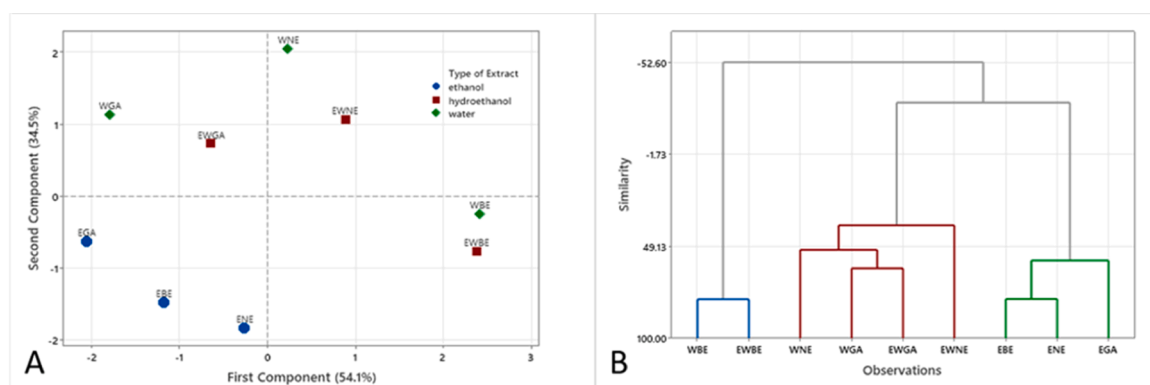 WNE
2
Type of Extract
ethanol
hydroethanol
water
WGA
EWNE
1
EWGA
Second Component (34.5%)
0
WBE
EGA
EWBE
-1
EBE
ENE
-2
-2 -1 0 1 2 3
First Component (54.1%)
A
-52.60
-1.73
Similarity
49.13
100.00
WBE EWBE WNE WGA EWGA EWNE EBE ENE EGA
Observations
B